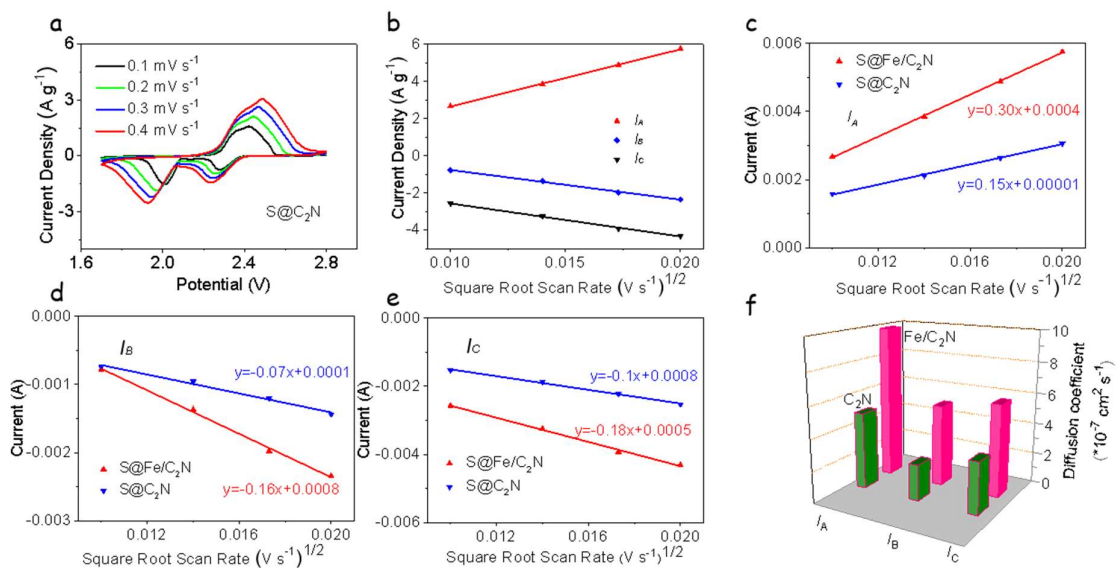 a
Current Density (A g⁻¹)
6
3
0
-3
0.1 mV s⁻¹
0.2 mV s⁻¹
0.3 mV s⁻¹
0.4 mV s⁻¹
S@C₂N
1.6 2.0 2.4 2.8
Potential (V)
b
Current Density (A g⁻¹)
6
4
2
0
-2
-4
I_A
I_B
I_C
0.010 0.015 0.020
Square Root Scan Rate (V s⁻¹)^1/2
c
Current (A)
0.006
0.004
0.002
0.000
S@Fe/C₂N
S@C₂N
I_A
y=0.30x+0.0004
y=0.15x+0.00001
0.012 0.016 0.020
Square Root Scan Rate (V s⁻¹)^1/2
d
Current (A)
0.000
-0.001
-0.002
-0.003
I_B
y=-0.07x+0.0001
S@Fe/C₂N
S@C₂N
y=-0.16x+0.0008
0.012 0.016 0.020
Square Root Scan Rate (V s⁻¹)^1/2
e
Current (A)
0.000
-0.002
-0.004
-0.006
I_C
y=-0.1x+0.0008
y=-0.18x+0.0005
S@Fe/C₂N
S@C₂N
0.012 0.016 0.020
Square Root Scan Rate (V s⁻¹)^1/2
f
Fe/C₂N
C₂N
10
8
6
4
2
0
Diffusion coefficient
(*10⁻⁷ cm² s⁻¹)
I_A
I_B
I_C